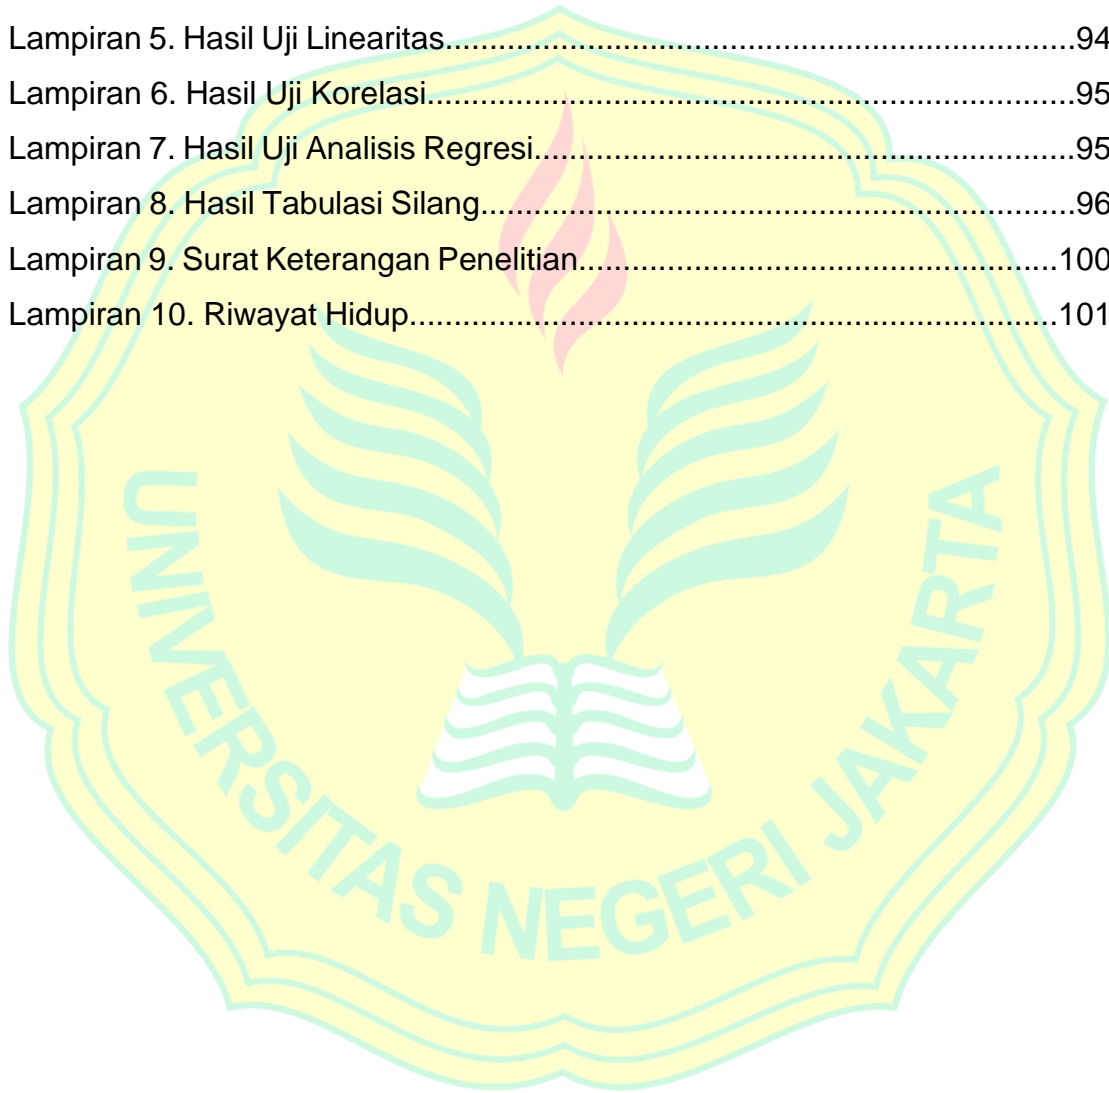 Lampiran 5. Hasil Uji Linearitas......................................................................94
Lampiran 6. Hasil Uji Korelasi........................................................................95
Lampiran 7. Hasil Uji Analisis Regresi............................................................95
Lampiran 8. Hasil Tabulasi Silang..................................................................96
Lampiran 9. Surat Keterangan Penelitian.....................................................100
Lampiran 10. Riwayat Hidup........................................................................101
UNIVERSITAS NEGERI JAKARTA